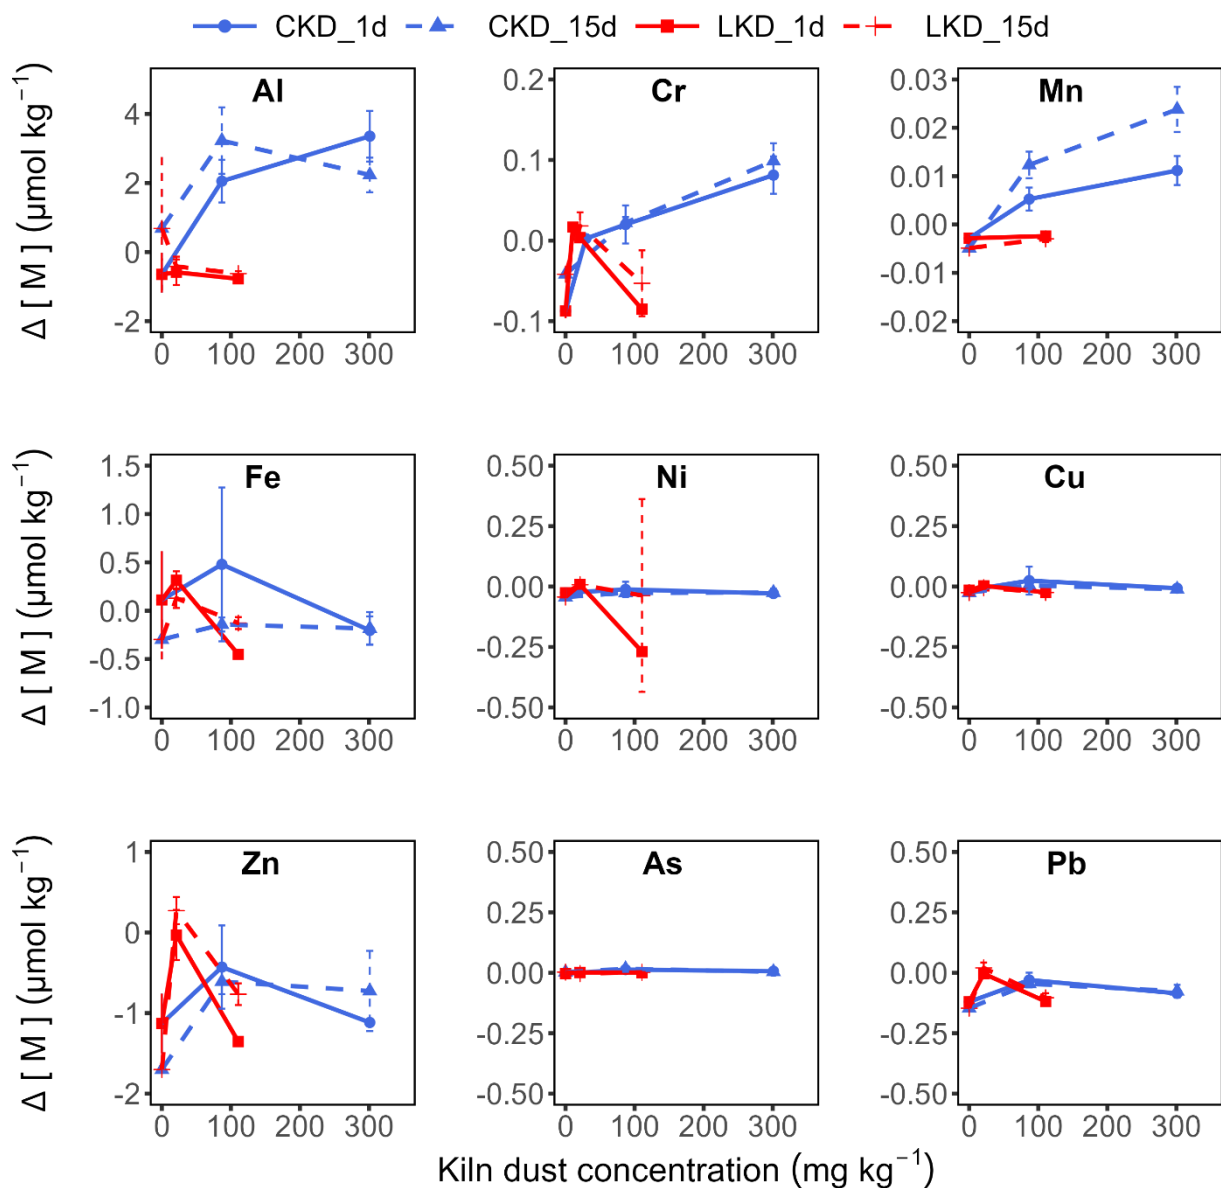 CKD_1d CKD_15d LKD_1d LKD_15d
Δ [ M ] (μmol kg⁻¹)
Al
4
2
0
-2
0 100 200 300
Cr
0.2
0.1
0.0
-0.1
0 100 200 300
Mn
0.03
0.02
0.01
0.00
-0.01
-0.02
0 100 200 300
Δ [ M ] (μmol kg⁻¹)
Fe
1.5
1.0
0.5
0.0
-0.5
-1.0
0 100 200 300
Ni
0.50
0.25
0.00
-0.25
-0.50
0 100 200 300
Cu
0.50
0.25
0.00
-0.25
-0.50
0 100 200 300
Δ [ M ] (μmol kg⁻¹)
Zn
1
0
-1
-2
0 100 200 300
As
0.50
0.25
0.00
-0.25
-0.50
0 100 200 300
Pb
0.50
0.25
0.00
-0.25
-0.50
0 100 200 300
Kiln dust concentration (mg kg⁻¹)